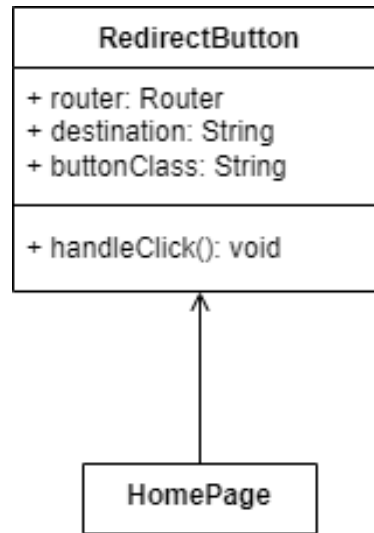 RedirectButton
+ router: Router
+ destination: String
+ buttonClass: String
+ handleClick(): void
HomePage